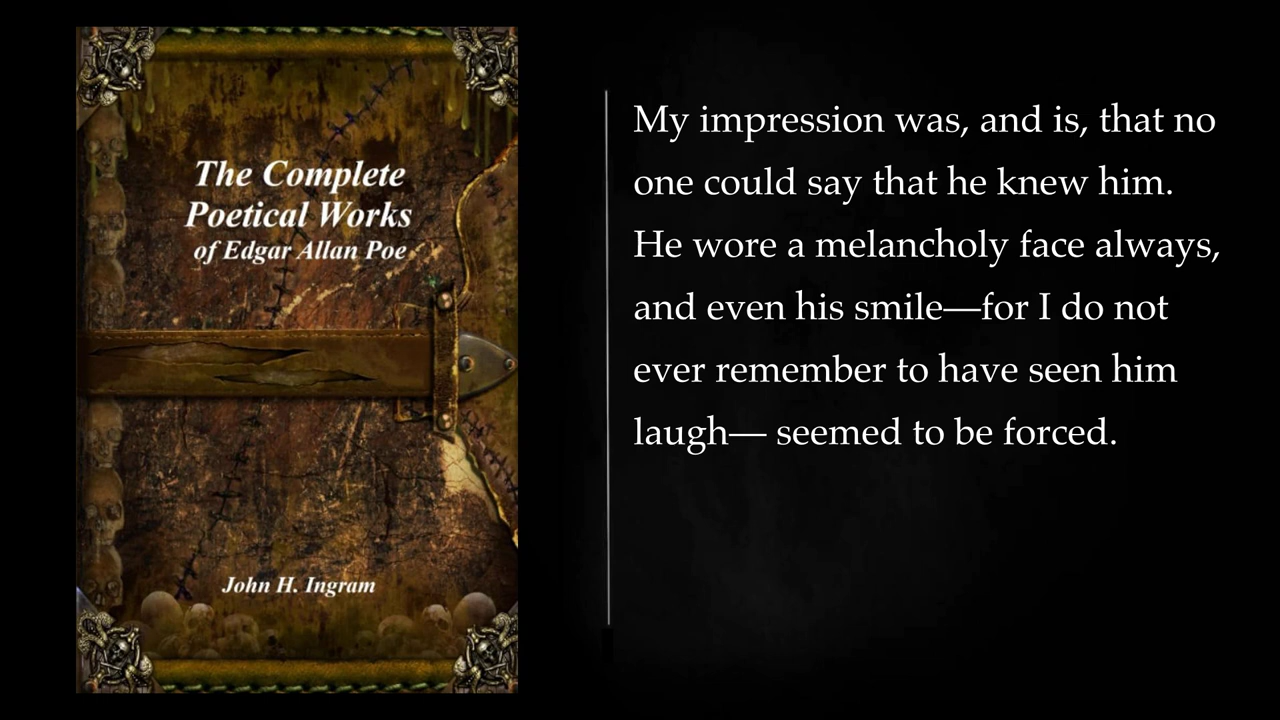 The Complete
Poetical Works
of Edgar Allan Poe
John H. Ingram
My impression was, and is, that no
one could say that he knew him.
He wore a melancholy face always,
and even his smile—for I do not
ever remember to have seen him
laugh— seemed to be forced.